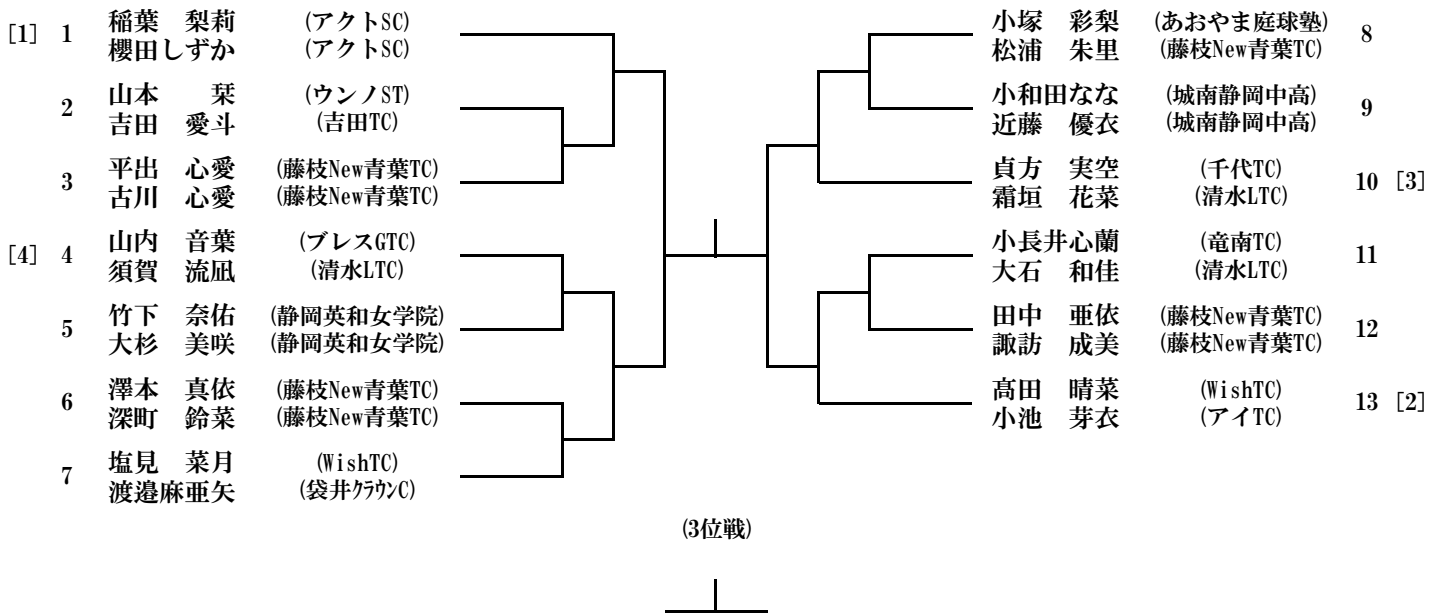 [1] 1 稲葉 梨莉 (アクトSC)
櫻田しずか (アクトSC)
2 山本 栞 (ウンノST)
吉田 愛斗 (吉田TC)
3 平出 心愛 (藤枝New青葉TC)
古川 心愛 (藤枝New青葉TC)
[4] 4 山内 音葉 (ブレスGTC)
須賀 流凪 (清水LTC)
5 竹下 奈佑 (静岡英和女学院)
大杉 美咲 (静岡英和女学院)
6 澤本 真依 (藤枝New青葉TC)
深町 鈴菜 (藤枝New青葉TC)
7 塩見 菜月 (WishTC)
渡邉麻亜矢 (袋井クラウンC)
小塚 彩梨 (あおやま庭球塾) 8
松浦 朱里 (藤枝New青葉TC)
小和田なな (城南静岡中高) 9
近藤 優衣 (城南静岡中高)
貞方 実空 (千代TC) 10 [3]
霜垣 花菜 (清水LTC)
小長井心蘭 (竜南TC) 11
大石 和佳 (清水LTC)
田中 亜依 (藤枝New青葉TC) 12
諏訪 成美 (藤枝New青葉TC)
髙田 晴菜 (WishTC) 13 [2]
小池 芽衣 (アイTC)
(3位戦)